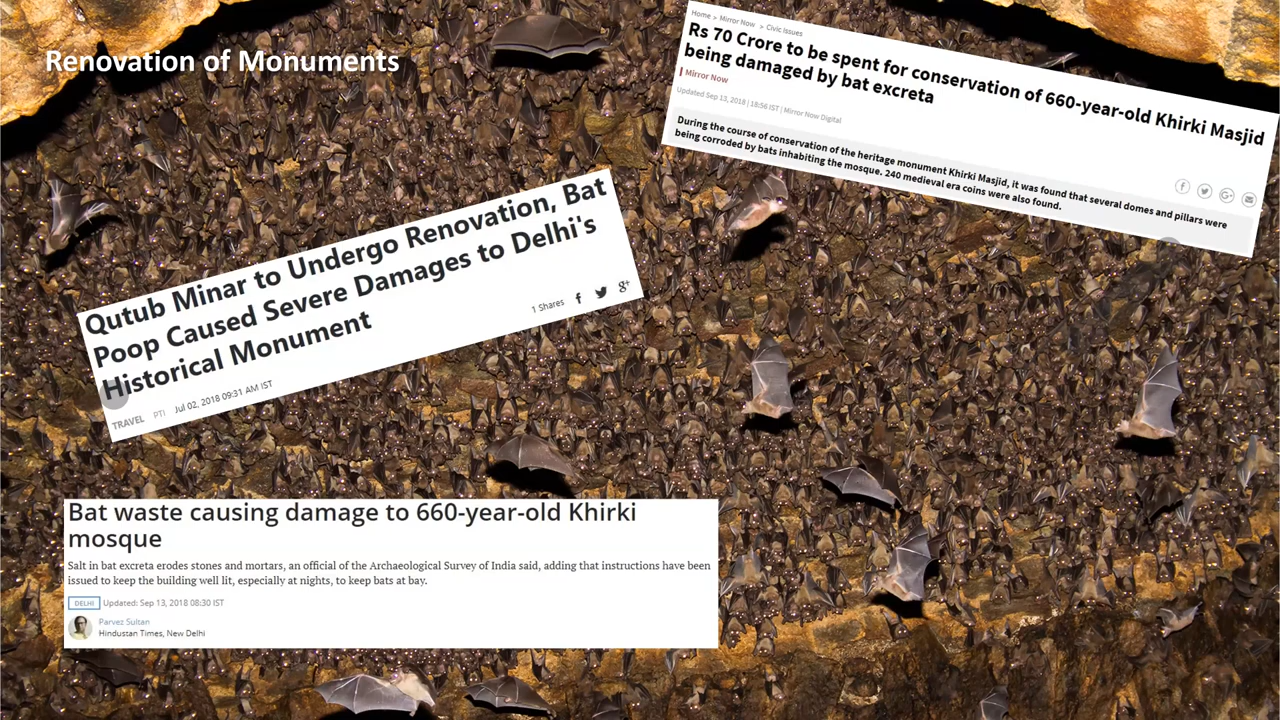 Renovation of Monuments
Home > Mirror Now > Civic Issues
Rs 70 Crore to be spent for conservation of 660-year-old Khirki Masjid
being damaged by bat excreta
Mirror Now
Updated Sep 13, 2018 | 18:56 IST | Mirror Now Digital
During the course of conservation of the heritage monument Khirki Masjid, it was found that several domes and pillars were
being corroded by bats inhabiting the mosque. 240 medieval era coins were also found.
Qutub Minar to Undergo Renovation, Bat
Poop Caused Severe Damages to Delhi's
Historical Monument
1 Shares
TRAVEL PTI Jul 02, 2018 09:31 AM IST
Bat waste causing damage to 660-year-old Khirki
mosque
Salt in bat excreta erodes stones and mortars, an official of the Archaeological Survey of India said, adding that instructions have been
issued to keep the building well lit, especially at nights, to keep bats at bay.
DELHI Updated: Sep 13, 2018 08:30 IST
Parvez Sultan
Hindustan Times, New Delhi